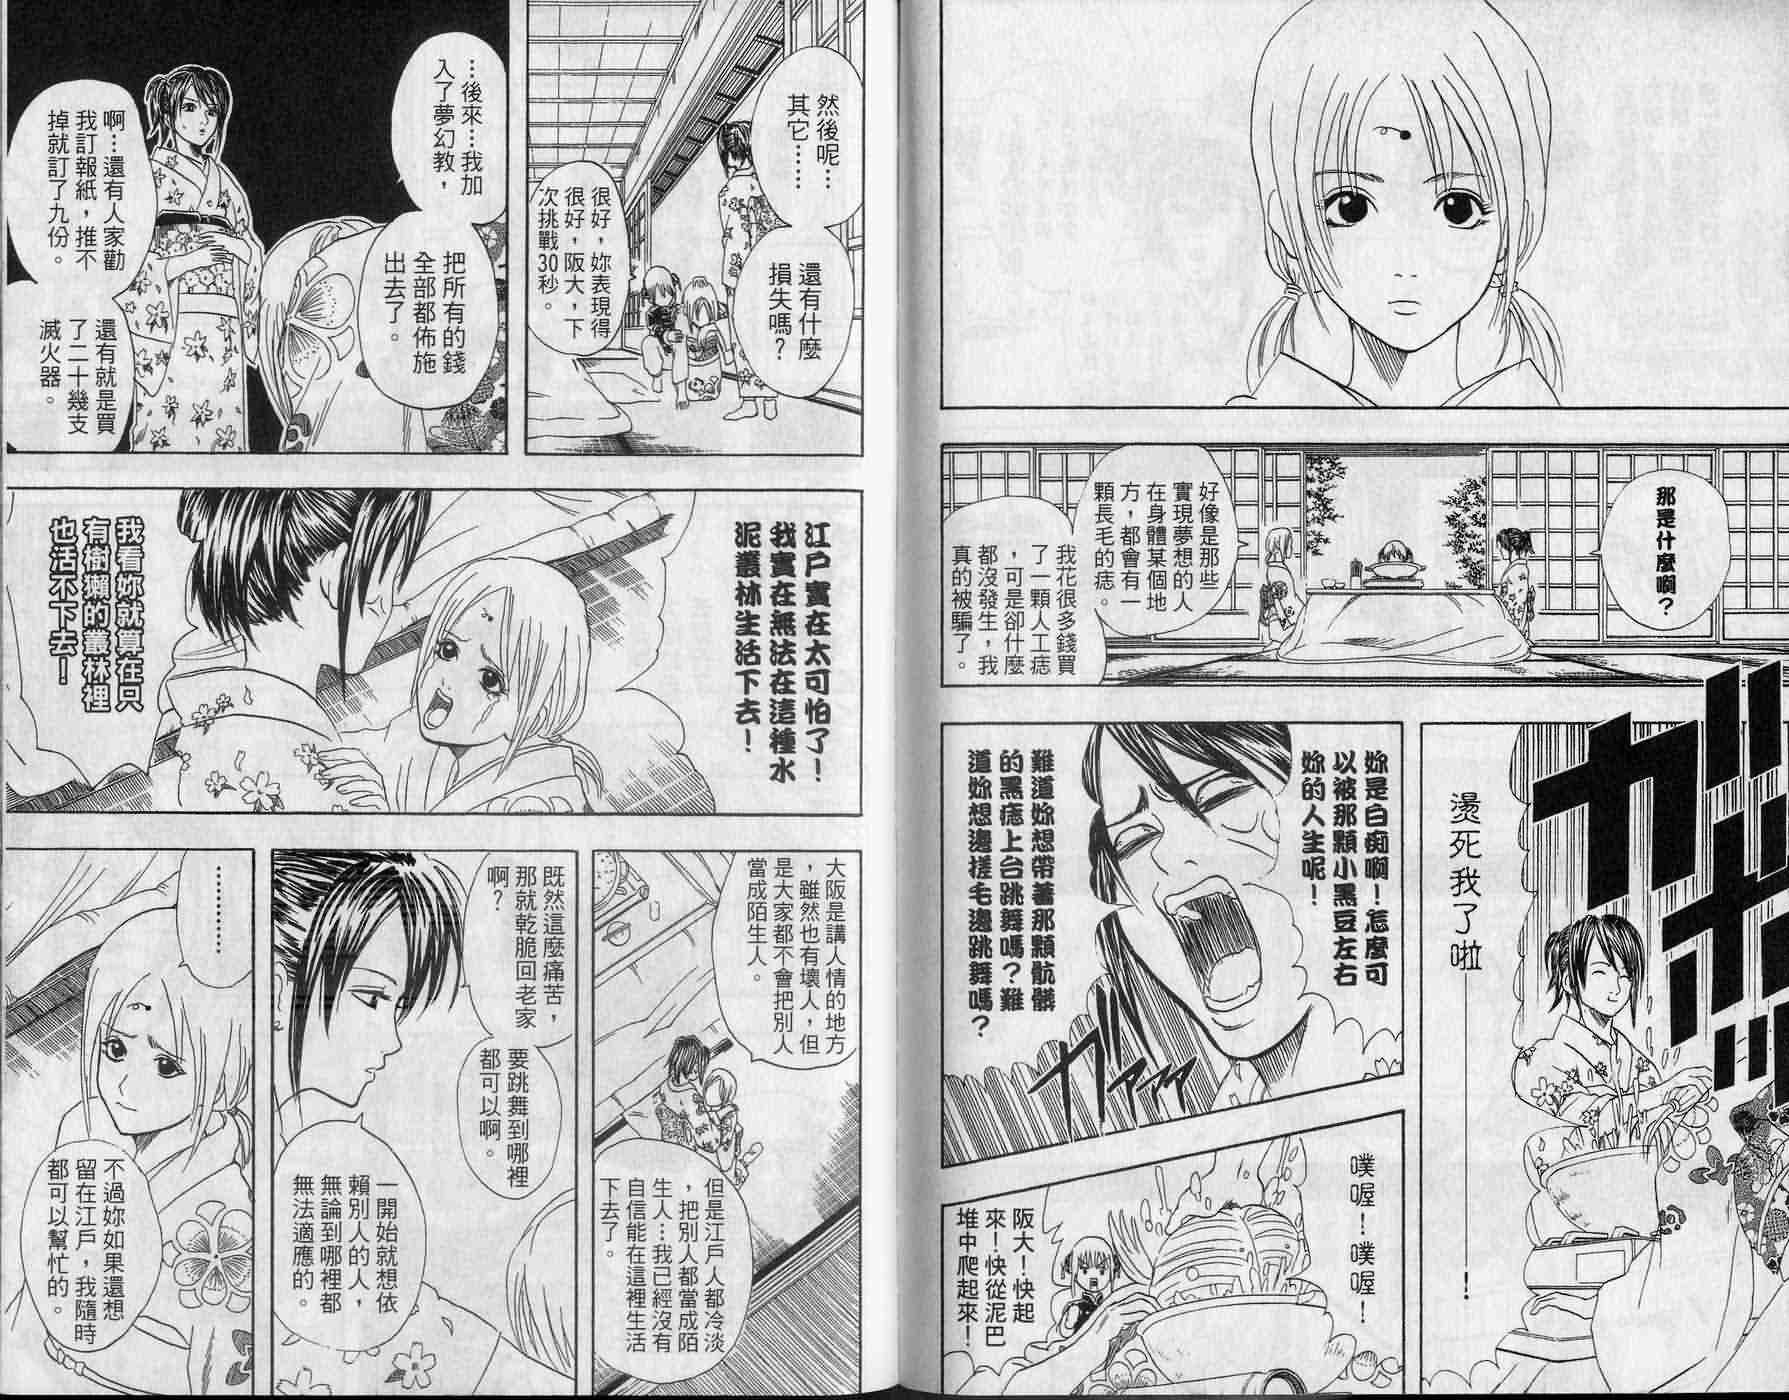 那是什麼啊？
好像是那些
實現夢想的人
在身體某個地
方，都會有一
顆長毛的痣。
我花很多錢買
了一顆人工痣
，可是卻什麼
都沒發生，我
真的被騙了。
ガボボボ
燙死我了啦
——————！
妳是白痴啊！怎麼可
以被那顆小黑豆左右
妳的人生呢！
難道妳想帶著那顆骯髒
的黑痣上台跳舞嗎？難
道妳想邊搓毛邊跳舞嗎？
ガアアア
噗喔！噗喔！
阪大！快起
來！快從泥巴
堆中爬起來！
然後呢…
其它……
還有什麼
損失嗎？
很好，妳表現得
很好，阪大，下
次挑戰30秒。
…後來…我加
入了夢幻教，
把所有的錢
全部都佈施
出去了。
啊…還有人家勸
我訂報紙，推不
掉就訂了九份。
還有就是買
了二十幾支
滅火器。
江戶實在太可怕了！
我實在無法在這種水
泥叢林生活下去！
我看妳就算在只
有樹獺的叢林裡
也活不下去！
大阪是講人情的地方
，雖然也有壞人，但
是大家都不會把別人
當成陌生人。
但是江戶人都冷淡
，把別人都當成陌
生人…我已經沒有
自信能在這裡生活
下去了。
既然這麼痛苦，
那就乾脆回老家
啊？
要跳舞到哪裡
都可以啊。
一開始就想依
賴別人的人，
無論到哪裡都
無法適應的。
………
不過妳如果還想
留在江戶，我隨時
都可以幫忙的。